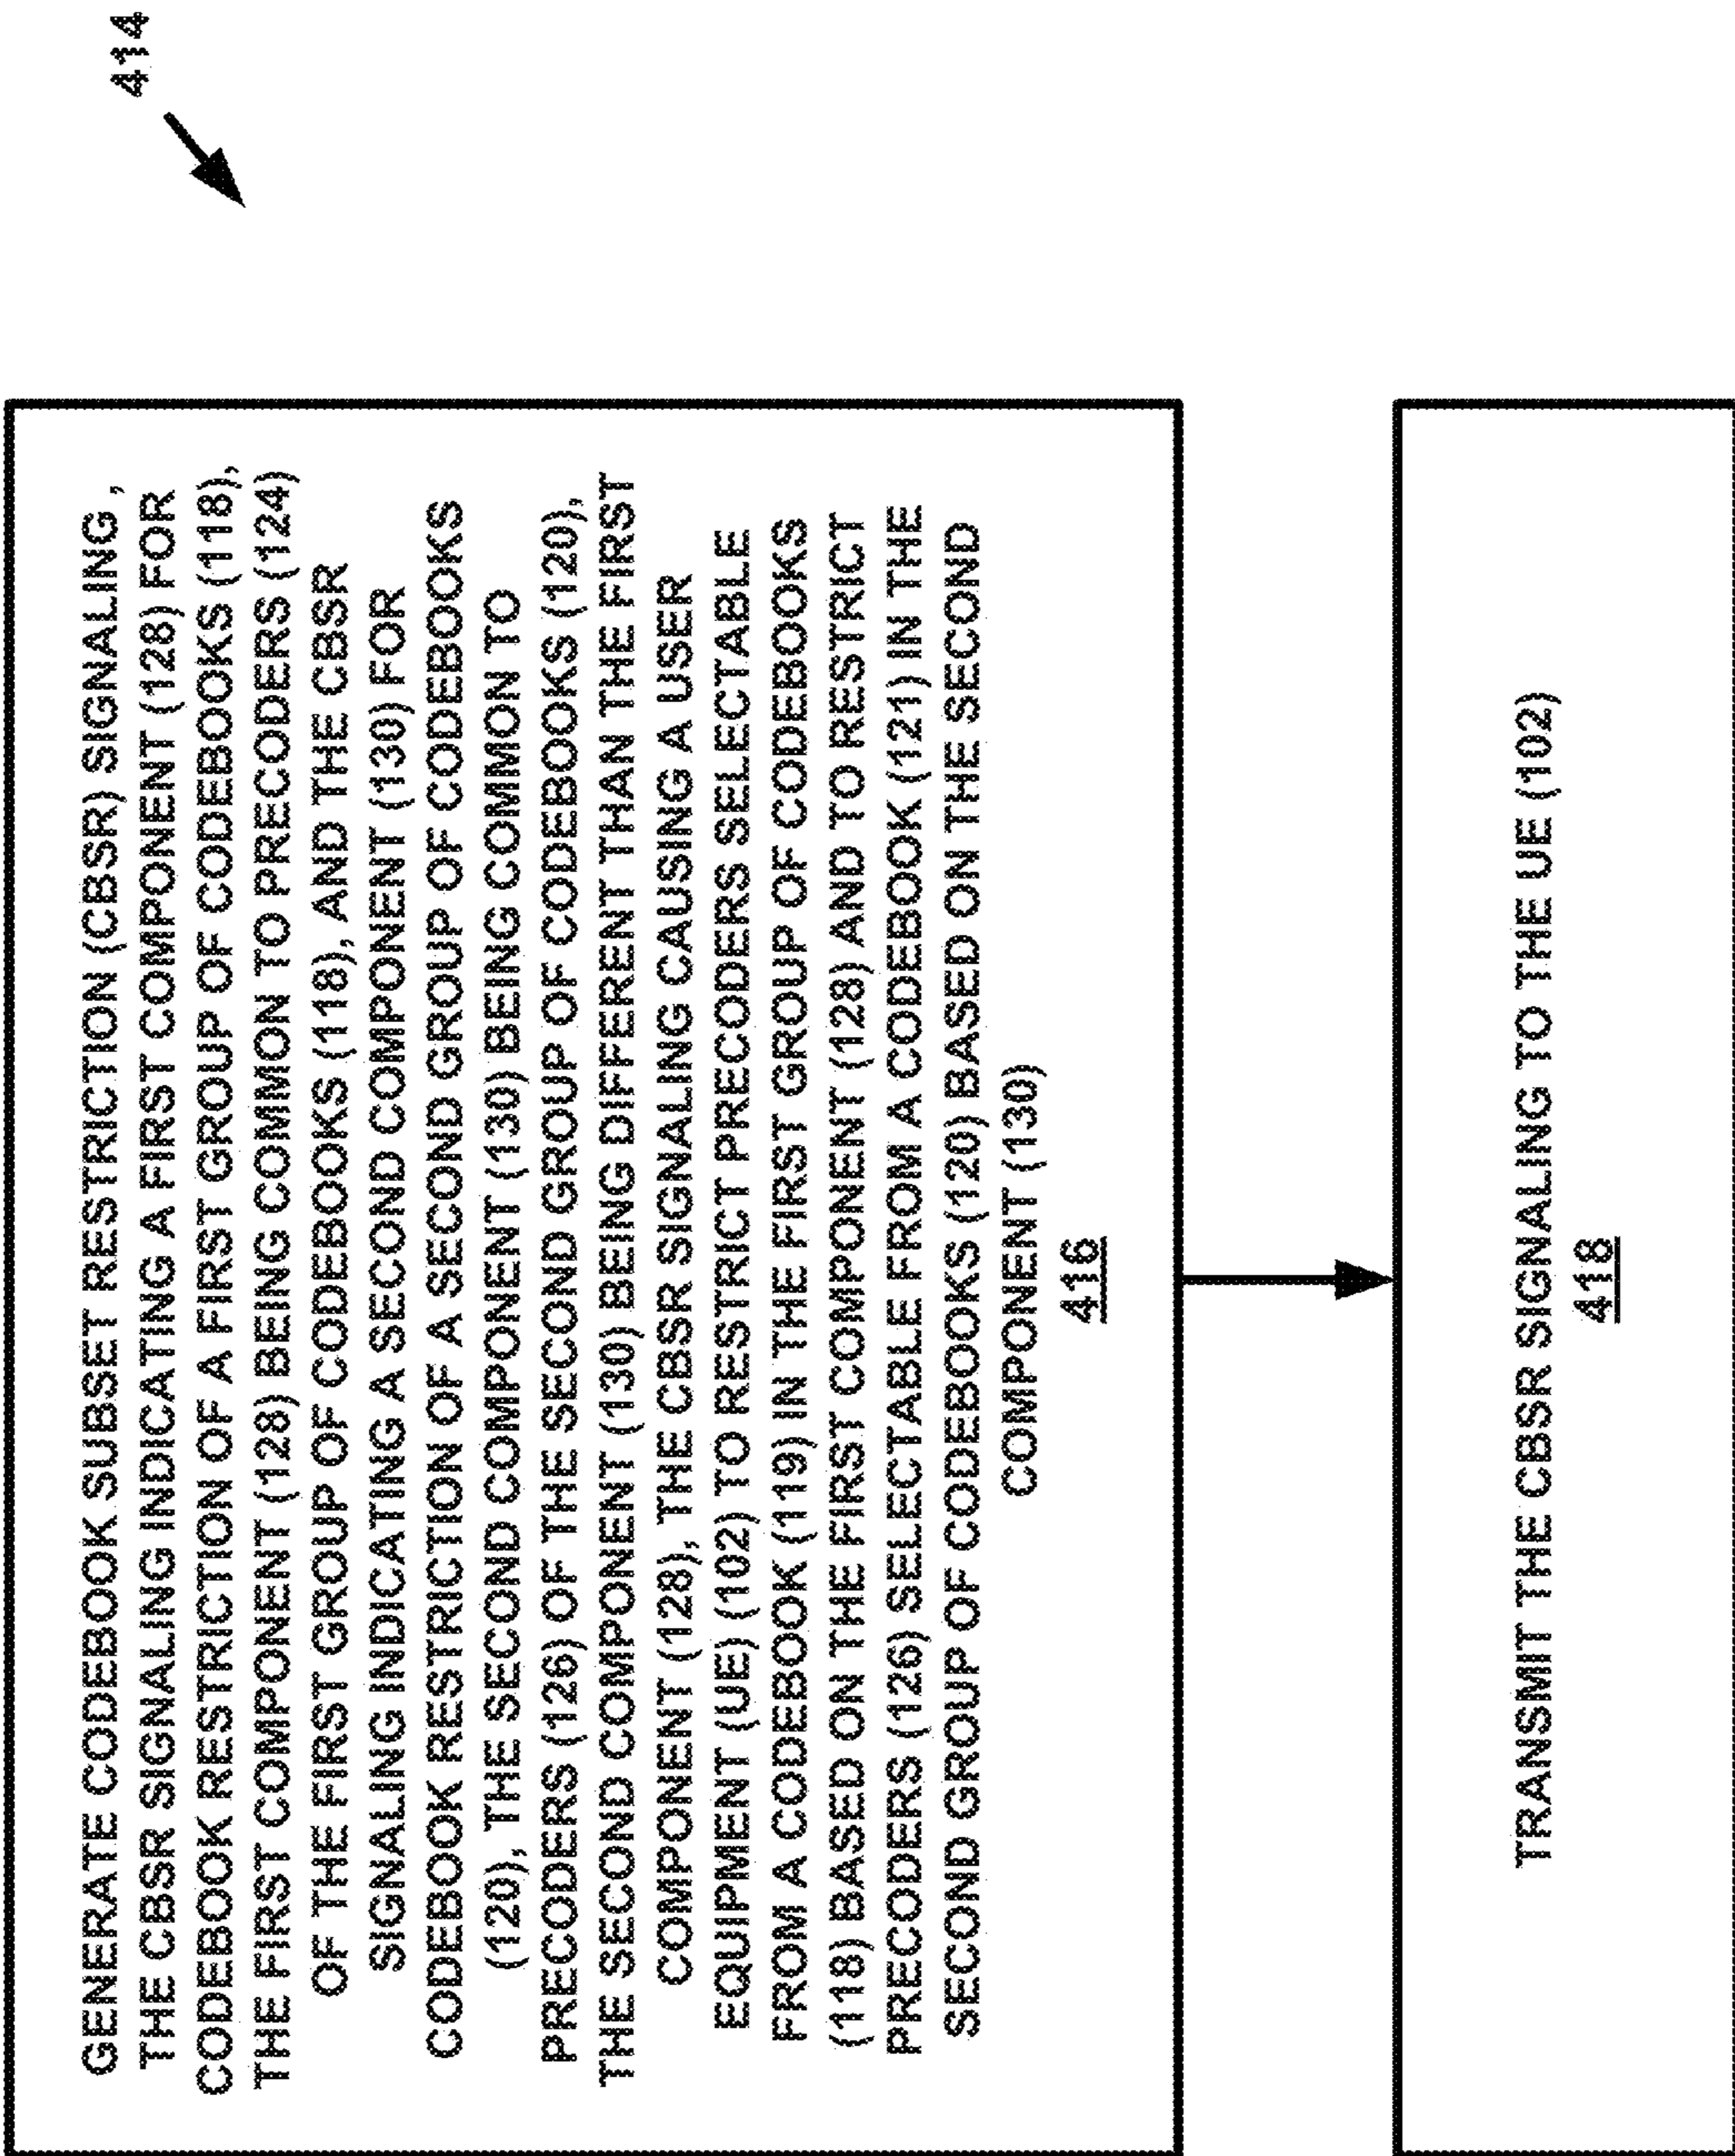 414
GENERATE CODEBOOK SUBSET RESTRICTION (CBSR) SIGNALING ,
THE CBSR SIGNALING INDICATING A FIRST COMPONENT (128) FOR
CODEBOOK RESTRICTION OF A FIRST GROUP OF CODEBOOKS (118),
THE FIRST COMPONENT (128) BEING COMMON TO PRECODERS (124)
OF THE FIRST GROUP OF CODEBOOKS (118), AND THE CBSR
SIGNALING INDICATING A SECOND COMPONENT (130) FOR
CODEBOOK RESTRICTION OF A SECOND GROUP OF CODEBOOKS
(120), THE SECOND COMPONENT (130) BEING COMMON TO
PRECODERS (126) OF THE SECOND GROUP OF CODEBOOKS (120),
THE SECOND COMPONENT (130) BEING DIFFERENT THAN THE FIRST
COMPONENT (128), THE CBSR SIGNALING CAUSING A USER
EQUIPMENT (UE) (102) TO RESTRICT PRECODERS SELECTABLE
FROM A CODEBOOK (119) IN THE FIRST GROUP OF CODEBOOKS
(118) BASED ON THE FIRST COMPONENT (128) AND TO RESTRICT
PRECODERS (126) SELECTABLE FROM A CODEBOOK (121) IN THE
SECOND GROUP OF CODEBOOKS (120) BASED ON THE SECOND
COMPONENT (130)
416
TRANSMIT THE CBSR SIGNALING TO THE UE (102)
418